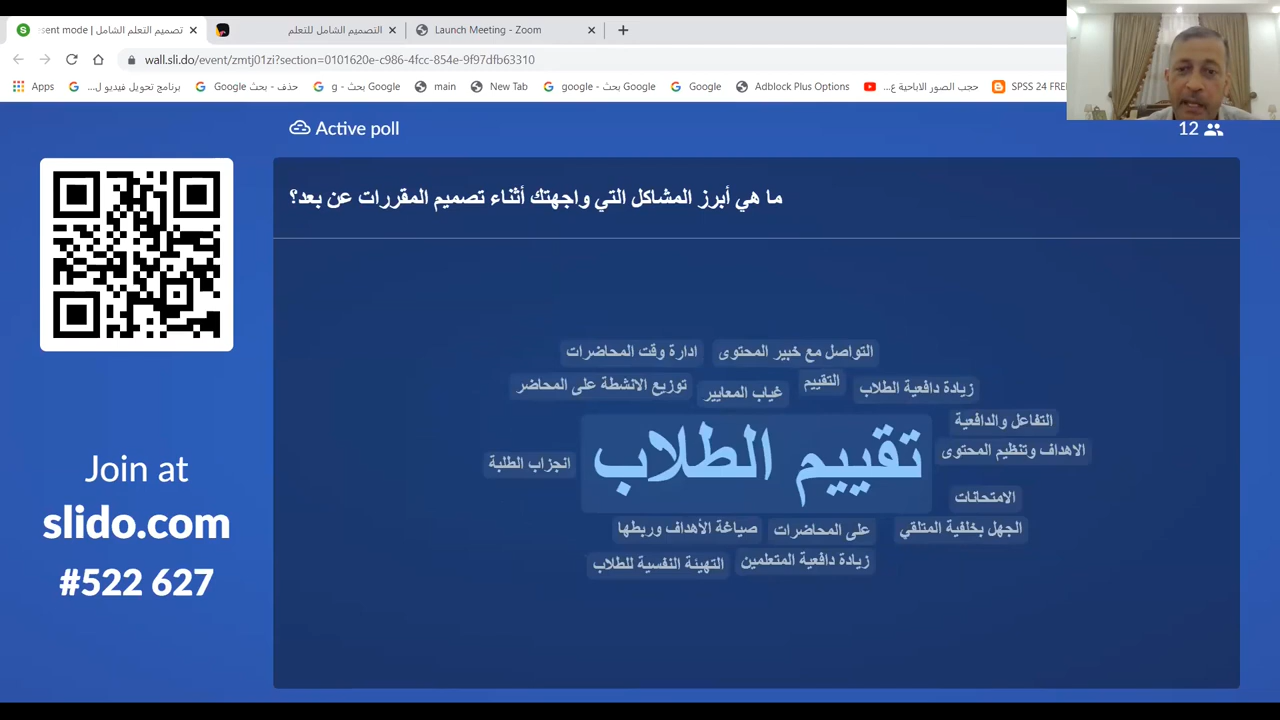 sent mode | تصميم التعلم الشامل
التصميم الشامل للتعلم
Launch Meeting - Zoom
wall.sli.do/event/zmtj01zi?section=0101620e-c986-4fcc-854e-9f97dfb63310
Apps
برنامج تحويل فيديو ل...
حذف - بحث Google
g - بحث Google
main
New Tab
google - بحث Google
Google
Adblock Plus Options
حجب الصور الاباحية ع...
SPSS 24 FREE
Active poll
12
ما هي أبرز المشاكل التي واجهتك أثناء تصميم المقررات عن بعد؟
التواصل مع خبير المحتوى
ادارة وقت المحاضرات
زيادة دافعية الطلاب
التقييم
غياب المعايير
توزيع الانشطة على المحاضر
التفاعل والدافعية
الاهداف وتنظيم المحتوى
تقييم الطلاب
انجزاب الطلبة
الامتحانات
الجهل بخلفية المتلقي
على المحاضرات
صياغة الأهداف وربطها
زيادة دافعية المتعلمين
التهيئة النفسية للطلاب
Join at
slido.com
#522 627